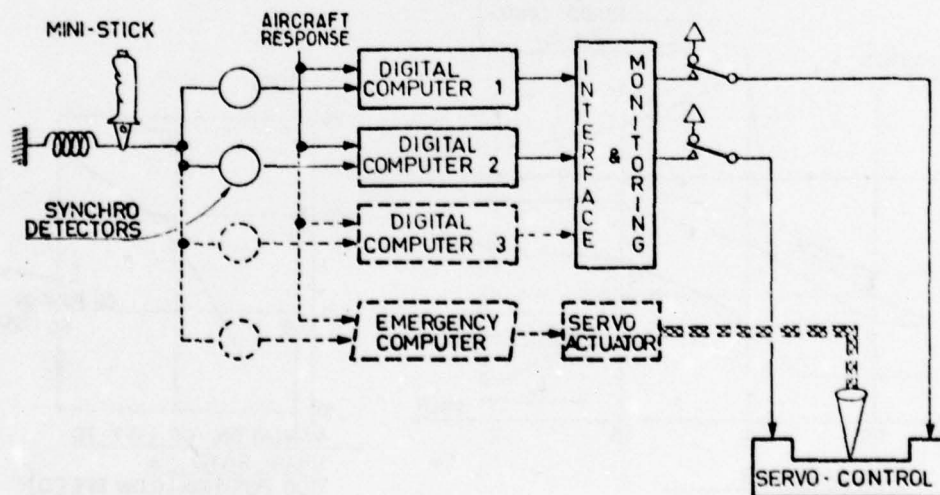 MINI-STICK
AIRCRAFT
RESPONSE
DIGITAL
COMPUTER 1
DIGITAL
COMPUTER 2
DIGITAL
COMPUTER 3
INTERFACE
&
MONITORING
SYNCHRO
DETECTORS
EMERGENCY
COMPUTER
SERVO
ACTUATOR
SERVO-CONTROL